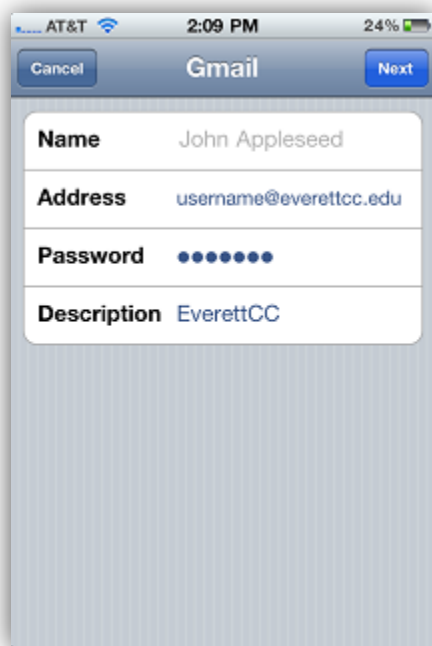 AT&T 2:09 PM 24%
Cancel Gmail Next
Name John Appleseed
Address username@everettcc.edu
Password ●●●●●●●
Description EverettCC